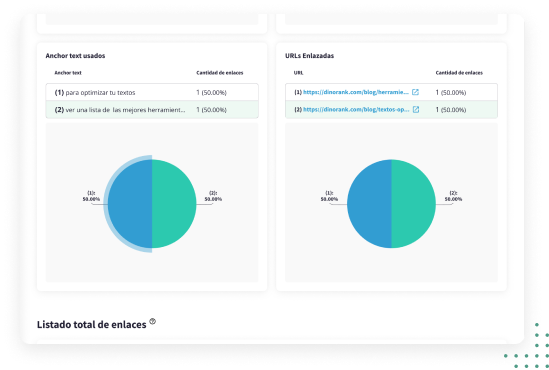 Anchor text usados
Anchor text Cantidad de enlaces
(1) para optimizar tu textos 1 (50.00%)
(2) ver una lista de las mejores herramient... 1 (50.00%)
(1):
50.00%
(2):
50.00%
URLs Enlazadas
URL Cantidad de enlaces
(1) https://dinorank.com/blog/herramie... 1 (50.00%)
(2) https://dinorank.com/blog/textos-op... 1 (50.00%)
(1):
50.00%
(2):
50.00%
Listado total de enlaces